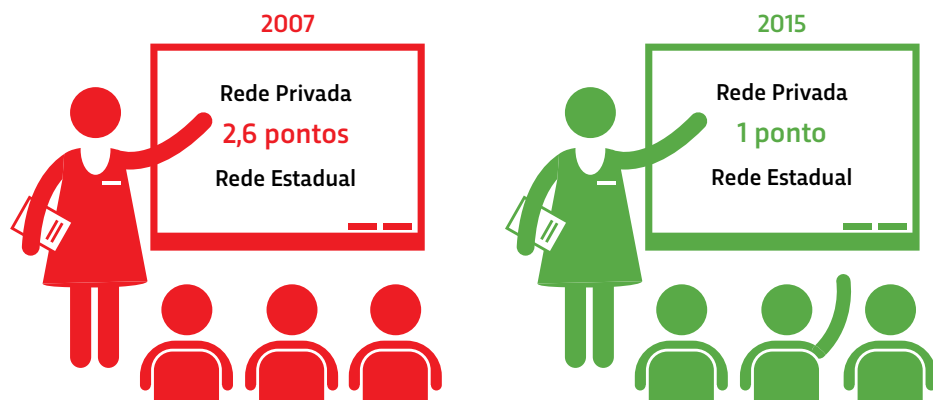 2007
Rede Privada
2,6 pontos
Rede Estadual
2015
Rede Privada
1 ponto
Rede Estadual